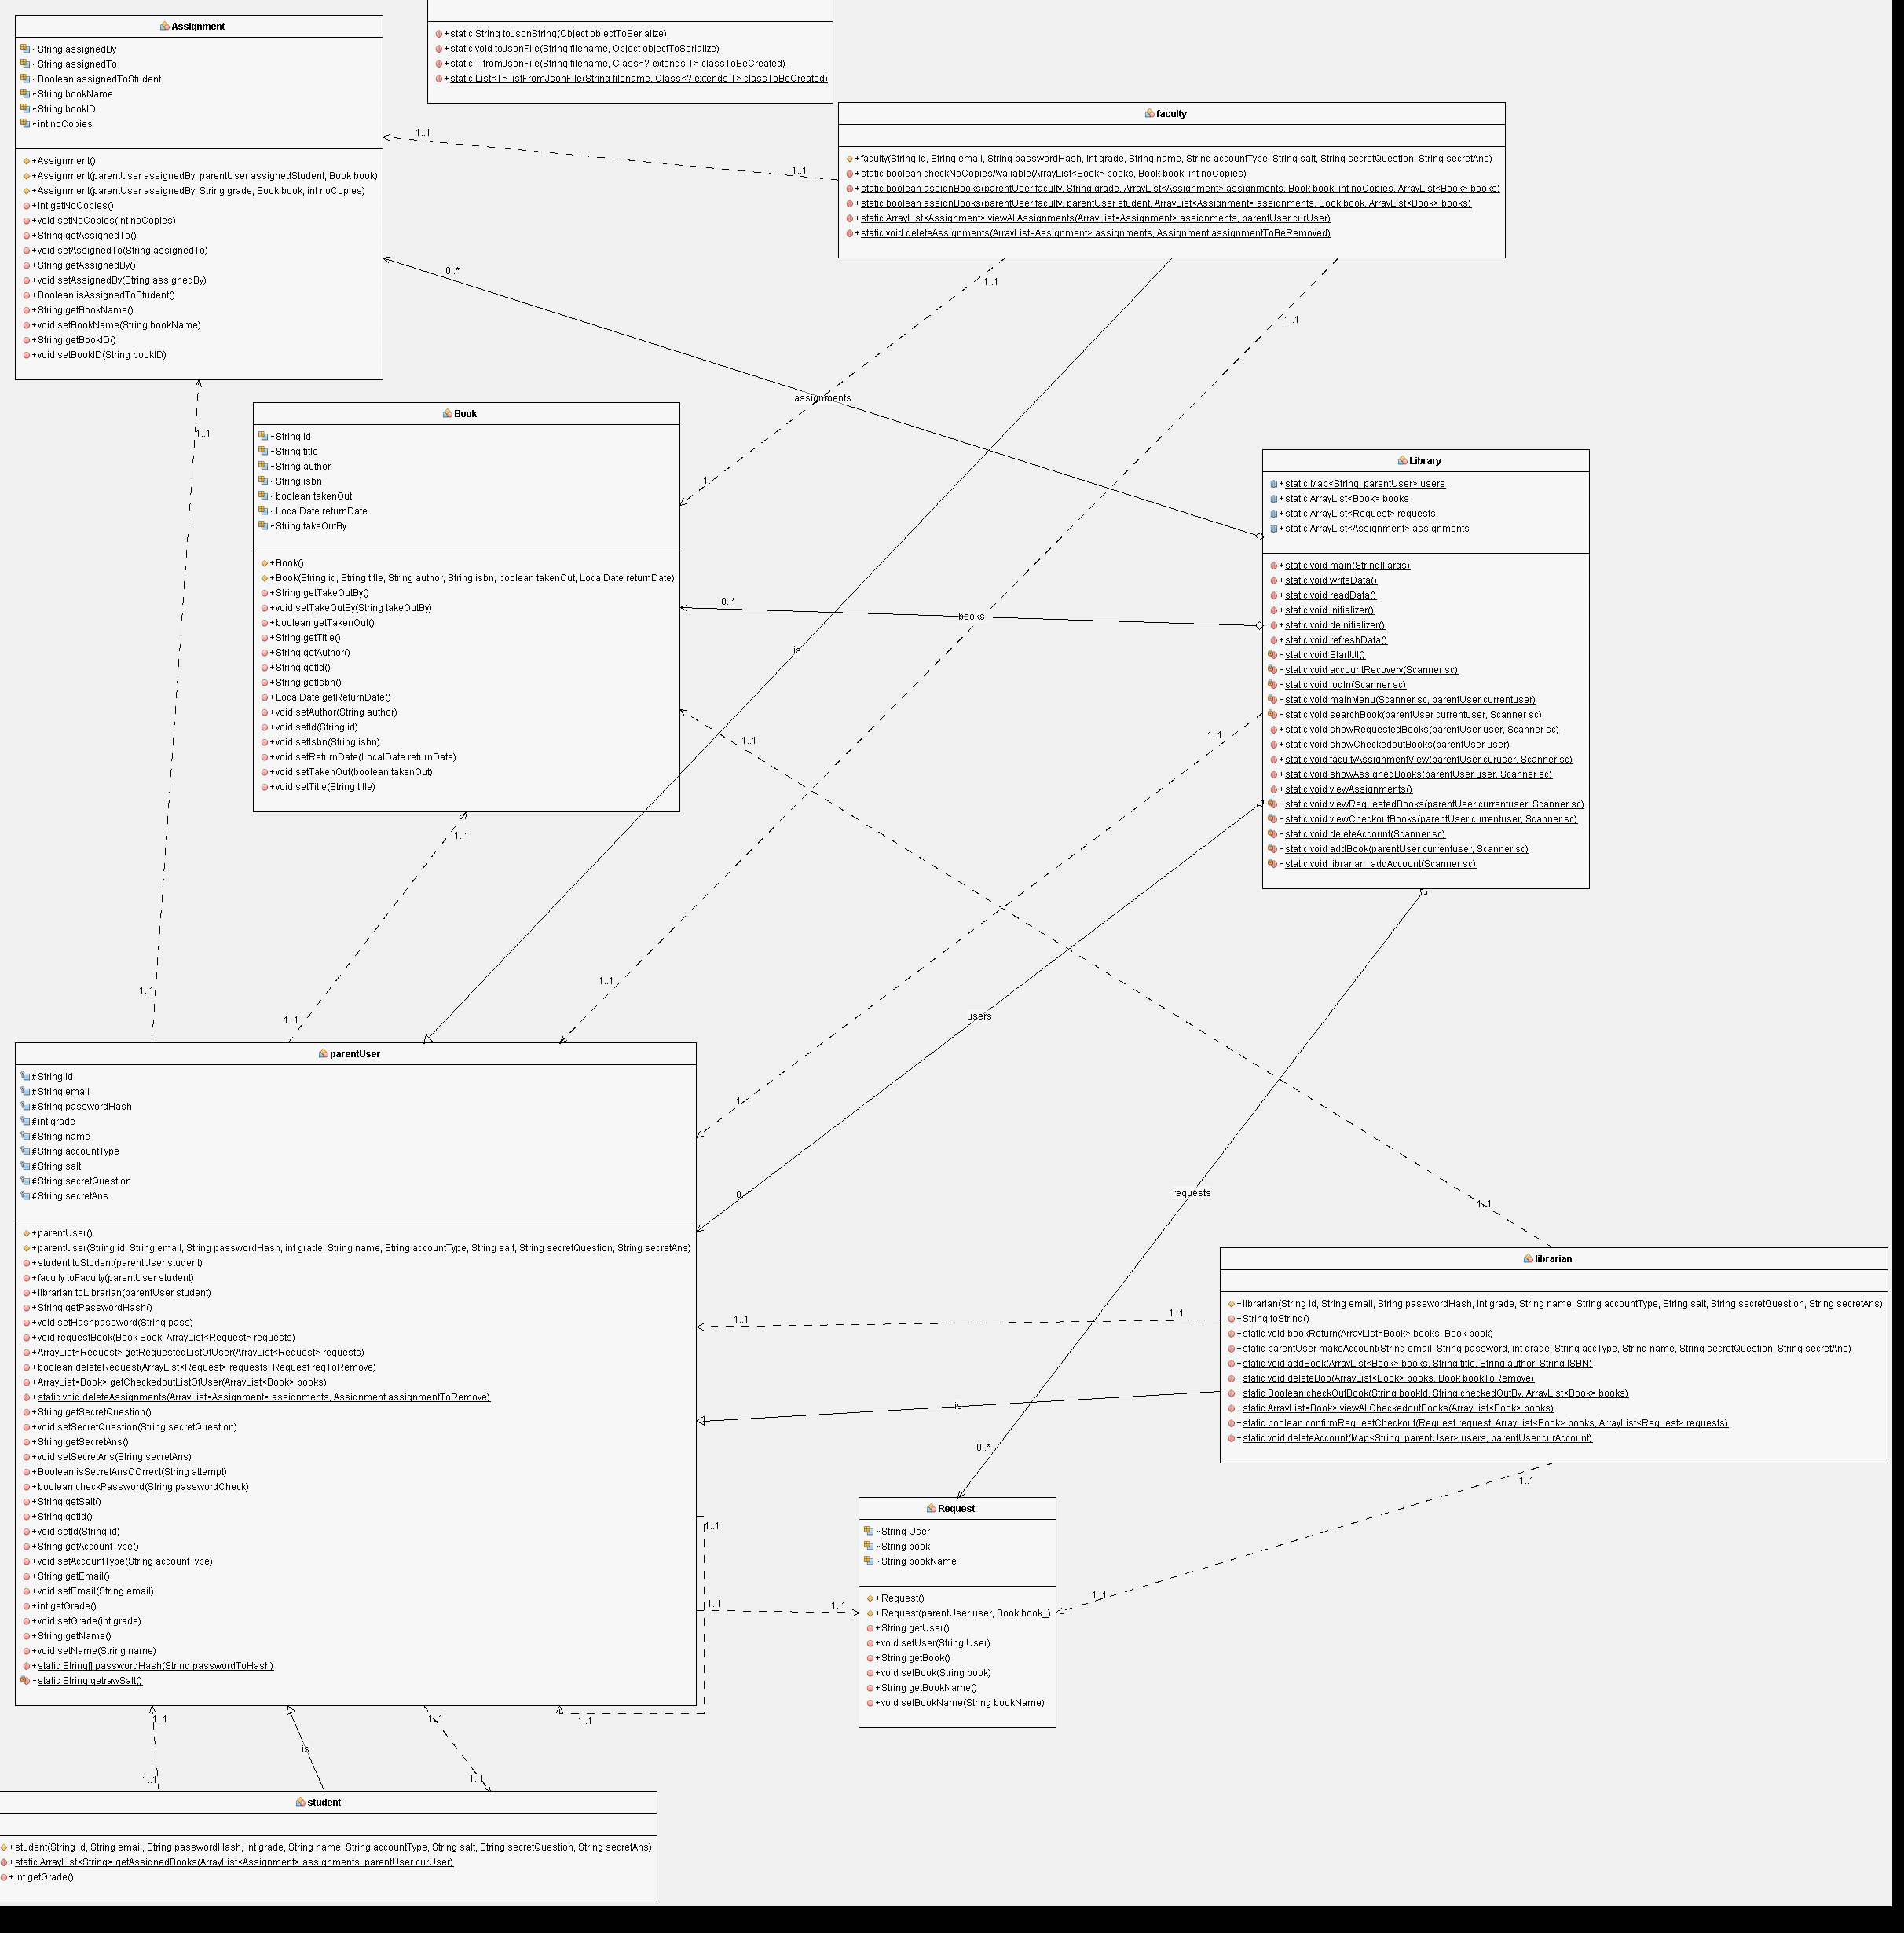 Assignment
~String assignedBy
~String assignedTo
~Boolean assignedToStudent
~String bookName
~String bookID
~int noCopies
+Assignment()
+Assignment(parentUser assignedBy, parentUser assignedStudent, Book book)
+Assignment(parentUser assignedBy, String grade, Book book, int noCopies)
+int getNoCopies()
+void setNoCopies(int noCopies)
+String getAssignedTo()
+void setAssignedTo(String assignedTo)
+String getAssignedBy()
+void setAssignedBy(String assignedBy)
+Boolean isAssignedToStudent()
+String getBookName()
+void setBookName(String bookName)
+String getBookID()
+void setBookID(String bookID)
+static String toJsonString(Object objectToSerialize)
+static void toJsonFile(String filename, Object objectToSerialize)
+static T fromJsonFile(String filename, Class<? extends T> classToBeCreated)
+static List<T> listFromJsonFile(String filename, Class<? extends T> classToBeCreated)
faculty
+faculty(String id, String email, String passwordHash, int grade, String name, String accountType, String salt, String secretQuestion, String secretAns)
+static boolean checkNoCopiesAvaliable(ArrayList<Book> books, Book book, int noCopies)
+static boolean assignBooks(parentUser faculty, String grade, ArrayList<Assignment> assignments, Book book, int noCopies, ArrayList<Book> books)
+static boolean assignBooks(parentUser faculty, parentUser student, ArrayList<Assignment> assignments, Book book, ArrayList<Book> books)
+static ArrayList<Assignment> viewAllAssignments(ArrayList<Assignment> assignments, parentUser curUser)
+static void deleteAssignments(ArrayList<Assignment> assignments, Assignment assignmentToBeRemoved)
1..1
1..1
0..*
1..1
1..1
assignments
1..1
1..1
Book
~String id
~String title
~String author
~String isbn
~boolean takenOut
~LocalDate returnDate
~String takeOutBy
+Book()
+Book(String id, String title, String author, String isbn, boolean takenOut, LocalDate returnDate)
+String getTakeOutBy()
+void setTakeOutBy(String takeOutBy)
+boolean getTakenOut()
+String getTitle()
+String getAuthor()
+String getId()
+String getIsbn()
+LocalDate getReturnDate()
+void setAuthor(String author)
+void setId(String id)
+void setIsbn(String isbn)
+void setReturnDate(LocalDate returnDate)
+void setTakenOut(boolean takenOut)
+void setTitle(String title)
Library
+static Map<String, parentUser> users
+static ArrayList<Book> books
+static ArrayList<Request> requests
+static ArrayList<Assignment> assignments
+static void main(String[] args)
+static void writeData()
+static void readData()
+static void initializer()
+static void deInitializer()
+static void refreshData()
-static void StartUI()
-static void accountRecovery(Scanner sc)
-static void logIn(Scanner sc)
-static void mainMenu(Scanner sc, parentUser currentuser)
-static void searchBook(parentUser currentuser, Scanner sc)
+static void showRequestedBooks(parentUser user, Scanner sc)
+static void showCheckedoutBooks(parentUser user)
+static void facultyAssignmentView(parentUser curuser, Scanner sc)
+static void showAssignedBooks(parentUser user, Scanner sc)
+static void viewAssignments()
-static void viewRequestedBooks(parentUser currentuser, Scanner sc)
-static void viewCheckoutBooks(parentUser currentuser, Scanner sc)
-static void deleteAccount(Scanner sc)
-static void addBook(parentUser currentuser, Scanner sc)
-static void librarian_addAccount(Scanner sc)
0..*
books
is
1..1
1..1
1..1
1..1
1..1
1..1
users
1..1
0..*
requests
1..1
parentUser
#String id
#String email
#String passwordHash
#int grade
#String name
#String accountType
#String salt
#String secretQuestion
#String secretAns
+parentUser()
+parentUser(String id, String email, String passwordHash, int grade, String name, String accountType, String salt, String secretQuestion, String secretAns)
+student toStudent(parentUser student)
+faculty toFaculty(parentUser student)
+librarian toLibrarian(parentUser student)
+String getPasswordHash()
+void setHashpassword(String pass)
+void requestBook(Book Book, ArrayList<Request> requests)
+ArrayList<Request> getRequestedListOfUser(ArrayList<Request> requests)
+boolean deleteRequest(ArrayList<Request> requests, Request reqToRemove)
+ArrayList<Book> getCheckedoutListOfUser(ArrayList<Book> books)
+static void deleteAssignments(ArrayList<Assignment> assignments, Assignment assignmentToRemove)
+String getSecretQuestion()
+void setSecretQuestion(String secretQuestion)
+String getSecretAns()
+void setSecretAns(String secretAns)
+Boolean isSecretAnsCOrrect(String attempt)
+boolean checkPassword(String passwordCheck)
+String getSalt()
+String getId()
+void setId(String id)
+String getAccountType()
+void setAccountType(String accountType)
+String getEmail()
+void setEmail(String email)
+int getGrade()
+void setGrade(int grade)
+String getName()
+void setName(String name)
+static String[] passwordHash(String passwordToHash)
-static String getrawSalt()
librarian
+librarian(String id, String email, String passwordHash, int grade, String name, String accountType, String salt, String secretQuestion, String secretAns)
+String toString()
+static void bookReturn(ArrayList<Book> books, Book book)
+static parentUser makeAccount(String email, String password, int grade, String accType, String name, String secretQuestion, String secretAns)
+static void addBook(ArrayList<Book> books, String title, String author, String ISBN)
+static void deleteBoo(ArrayList<Book> books, Book bookToRemove)
+static Boolean checkOutBook(String bookId, String checkedOutBy, ArrayList<Book> books)
+static ArrayList<Book> viewAllCheckedoutBooks(ArrayList<Book> books)
+static boolean confirmRequestCheckout(Request request, ArrayList<Book> books, ArrayList<Request> requests)
+static void deleteAccount(Map<String, parentUser> users, parentUser curAccount)
1..1
1..1
is
0..*
1..1
1..1
Request
~String User
~String book
~String bookName
+Request()
+Request(parentUser user, Book book_)
+String getUser()
+void setUser(String User)
+String getBook()
+void setBook(String book)
+String getBookName()
+void setBookName(String bookName)
1..1
1..1
1..1
1..1
1..1
1..1
is
1..1
1..1
student
+student(String id, String email, String passwordHash, int grade, String name, String accountType, String salt, String secretQuestion, String secretAns)
+static ArrayList<String> getAssignedBooks(ArrayList<Assignment> assignments, parentUser curUser)
+int getGrade()